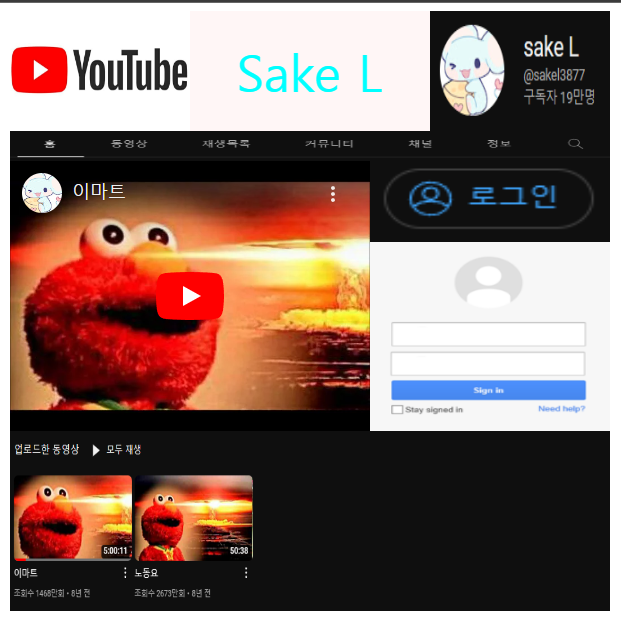 YouTube
Sake L
sake L
@sakel3877
구독자 19만명
홈 동영상 재생목록 커뮤니티 채널 정보
이마트
로그인
Sign in
Stay signed in Need help?
업로드한 동영상 ▶ 모두 재생
5:00:11 50:38
이마트 노동요
조회수 1468만회 • 8년 전 조회수 2673만회 • 8년 전